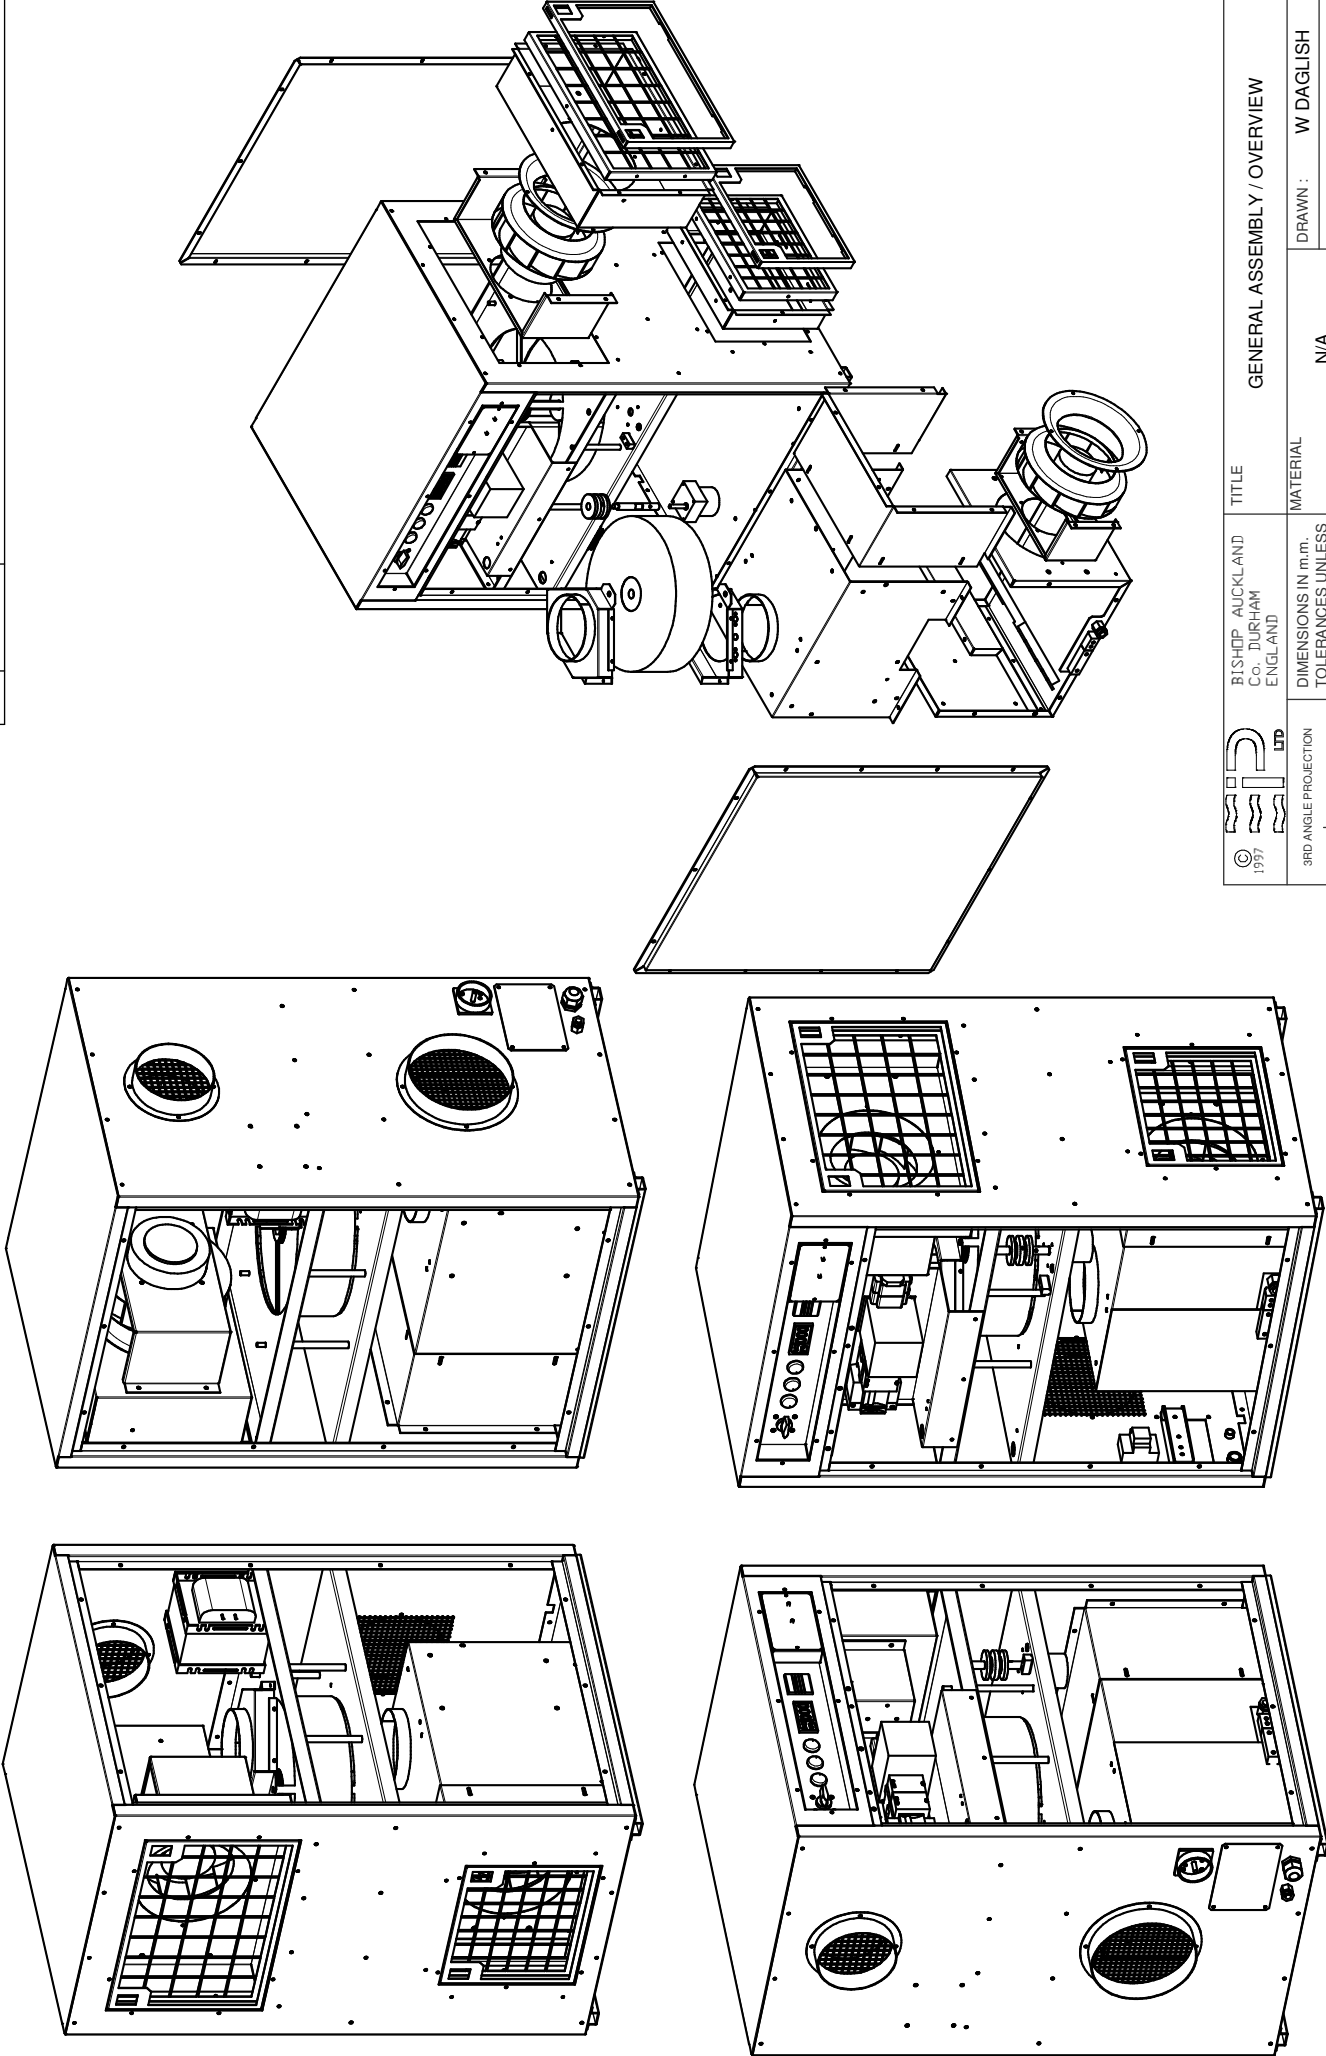 © 1997
LTD
BISHOP AUCKLAND
Co. DURHAM
ENGLAND
TITLE
GENERAL ASSEMBLY / OVERVIEW
3RD ANGLE PROJECTION
DIMENSIONS IN m.m.
TOLERANCES UNLESS
MATERIAL
N/A
DRAWN :
W DAGLISH